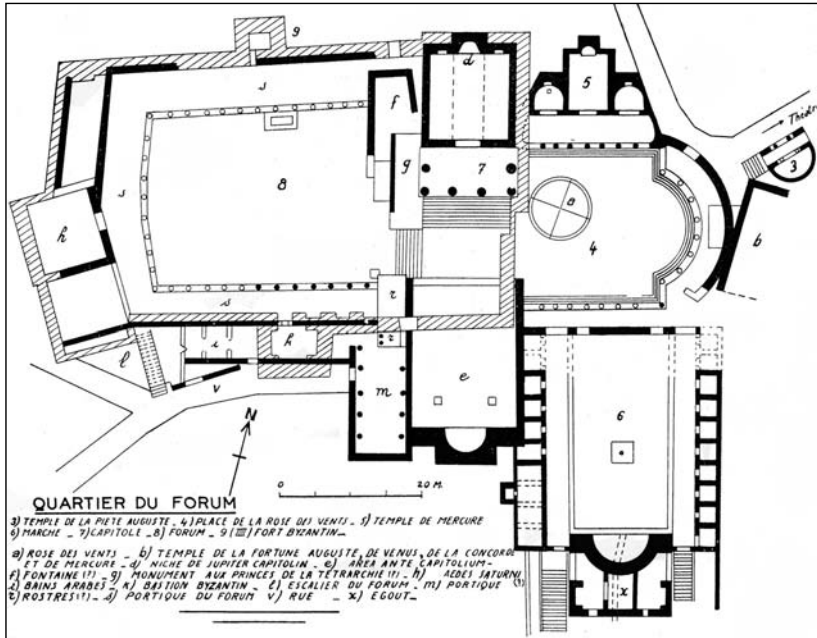 9
d
5
Théâtre
s
f
3
g
7
8
a
b
4
s
h
s
r
h
r
l
i
e
m
6
v
N
0
20 M.
QUARTIER DU FORUM
x
3) TEMPLE DE LA PIETE AUGUSTE _ 4) PLACE DE LA ROSE DES VENTS _ 5) TEMPLE DE MERCURE
6) MARCHE _ 7) CAPITOLE _ 8) FORUM _ 9 (▨) FORT BYZANTIN _
a) ROSE DES VENTS _ b) TEMPLE DE LA FORTUNE AUGUSTE, DE VENUS, DE LA CONCORDE
ET DE MERCURE _ d) NICHE DE JUPITER CAPITOLIN _ e) AREA ANTE CAPITOLIUM _
f) FONTAINE (?) _ g) MONUMENT AUX PRINCES DE LA TETRARCHIE (?) _ h) AEDES SATURNI (?)
BAINS ARABES _ BASTION BYZANTIN _ l) ESCALIER DU FORUM _ m) PORTIQUE
r) ROSTRES (?) _ s) PORTIQUE DU FORUM v) RUE _ x) EGOUT _